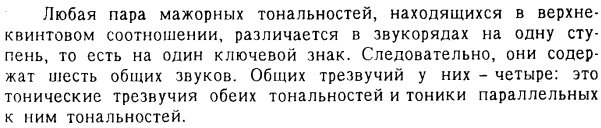 Любая пара мажорных тональностей, находящихся в верхне-
квинтовом соотношении, различается в звукорядах на одну сту-
пень, то есть на один ключевой знак. Следовательно, они содер-
жат шесть общих звуков. Общих трезвучий у них – четыре: это
тонические трезвучия обеих тональностей и тоники параллельных
к ним тональностей.